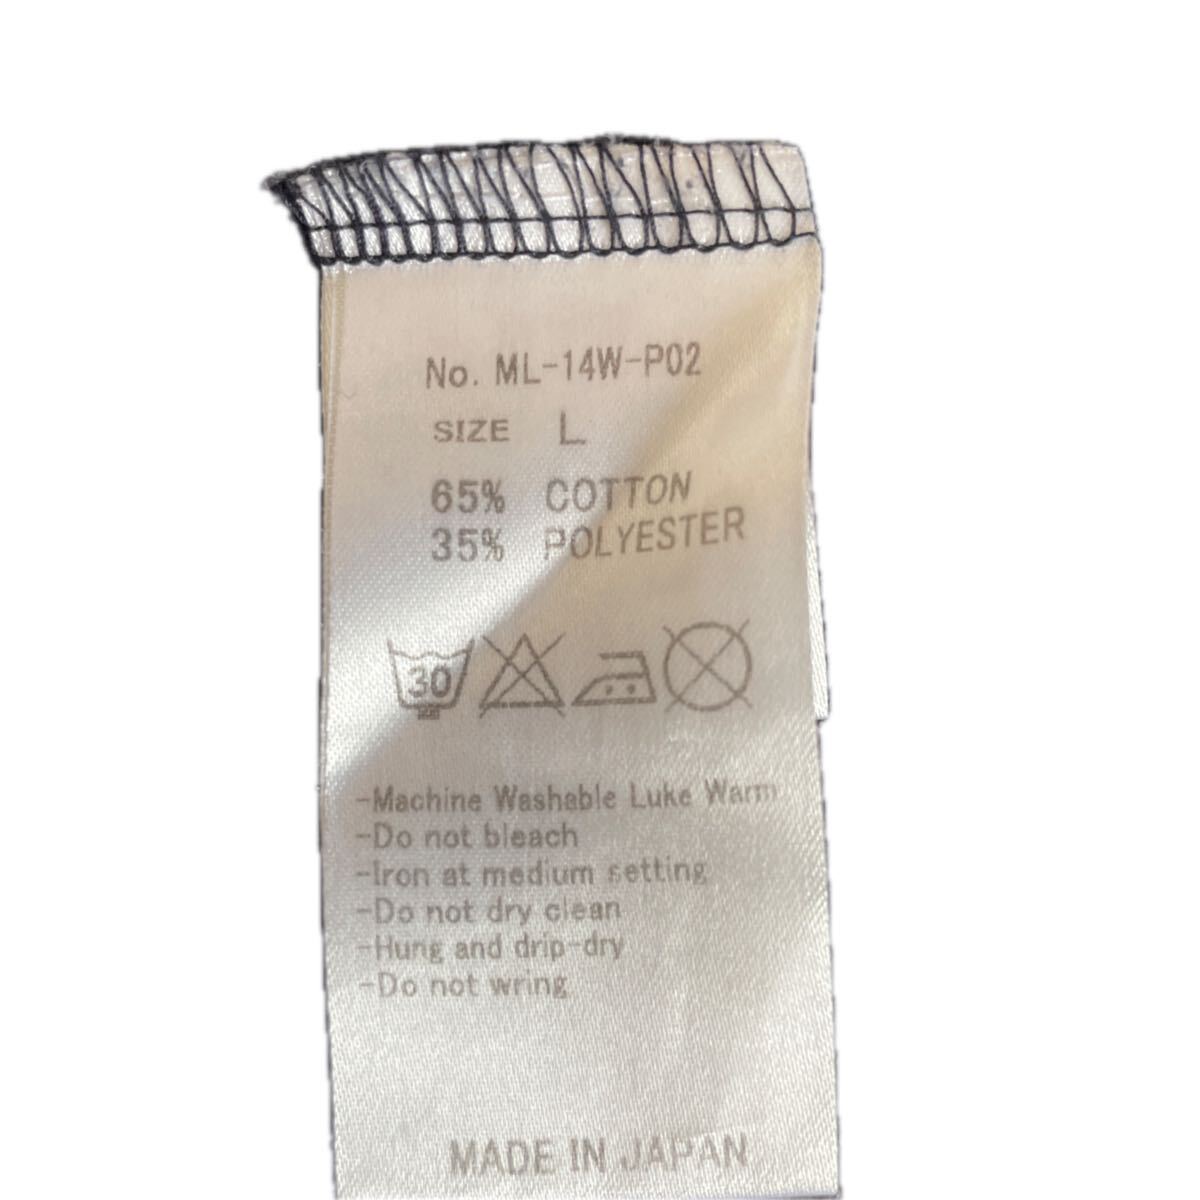 No. ML-14W-P02
SIZE L
65% COTTON
35% POLYESTER
30
-Machine Washable Luke Warm
-Do not bleach
-Iron at medium setting
-Do not dry clean
-Hung and drip-dry
-Do not wring
MADE IN JAPAN